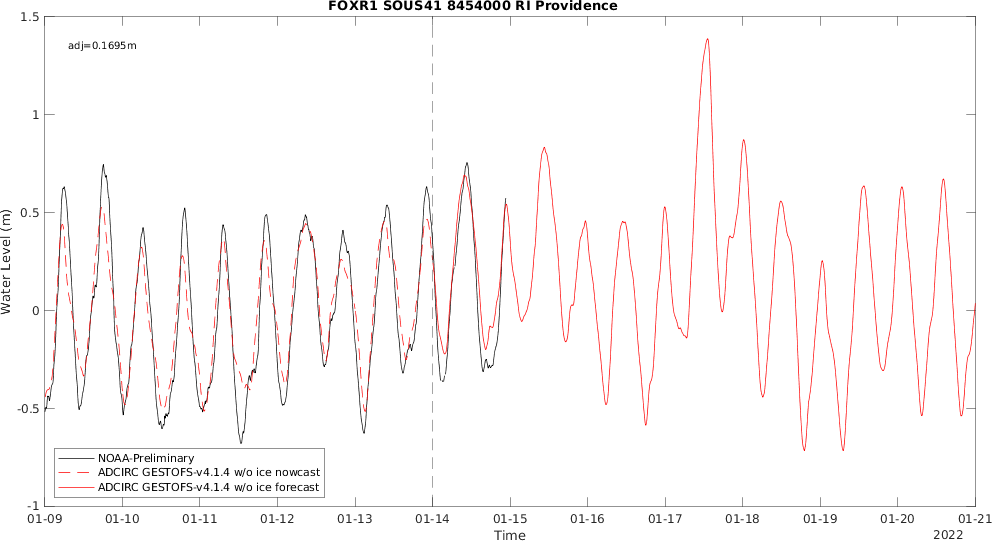 FOXR1 SOUS41 8454000 RI Providence
1.5
adj=0.1695m
1
0.5
0
-0.5
-1
Water Level (m)
NOAA-Preliminary
ADCIRC GESTOFS-v4.1.4 w/o ice nowcast
ADCIRC GESTOFS-v4.1.4 w/o ice forecast
01-09 01-10 01-11 01-12 01-13 01-14 01-15 01-16 01-17 01-18 01-19 01-20 01-21
Time
2022